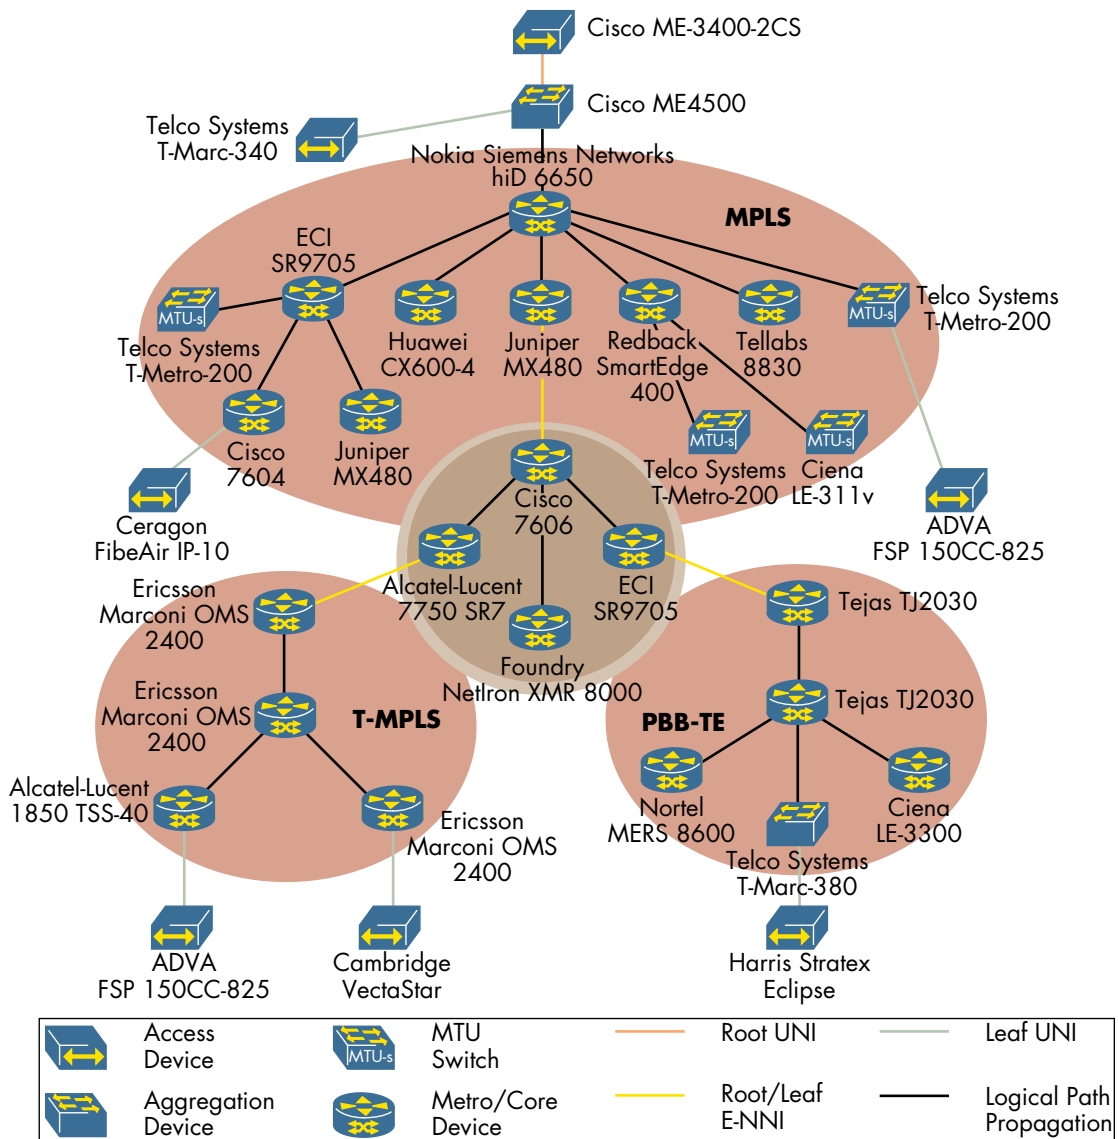 Cisco ME-3400-2CS
Cisco ME4500
Telco Systems
T-Marc-340
Nokia Siemens Networks
hiD 6650
MPLS
ECI
SR9705
MTU-s
Telco Systems
T-Metro-200
Huawei
CX600-4
Juniper
MX480
Redback
SmartEdge
400
Tellabs
8830
MTU-s
Telco Systems
T-Metro-200
Cisco
7604
Juniper
MX480
MTU-s
Telco Systems
T-Metro-200
MTU-s
Ciena
LE-311v
Ceragon
FibeAir IP-10
Cisco
7606
ADVA
FSP 150CC-825
Ericsson
Marconi OMS
2400
Alcatel-Lucent
7750 SR7
ECI
SR9705
Tejas TJ2030
Foundry
NetIron XMR 8000
Ericsson
Marconi OMS
2400
T-MPLS
PBB-TE
Tejas TJ2030
Alcatel-Lucent
1850 TSS-40
Ericsson
Marconi OMS
2400
Nortel
MERS 8600
Ciena
LE-3300
Telco Systems
T-Marc-380
ADVA
FSP 150CC-825
Cambridge
VectaStar
Harris Stratex
Eclipse
Access
Device
MTU-s
MTU
Switch
Root UNI
Leaf UNI
Aggregation
Device
Metro/Core
Device
Root/Leaf
E-NNI
Logical Path
Propagation